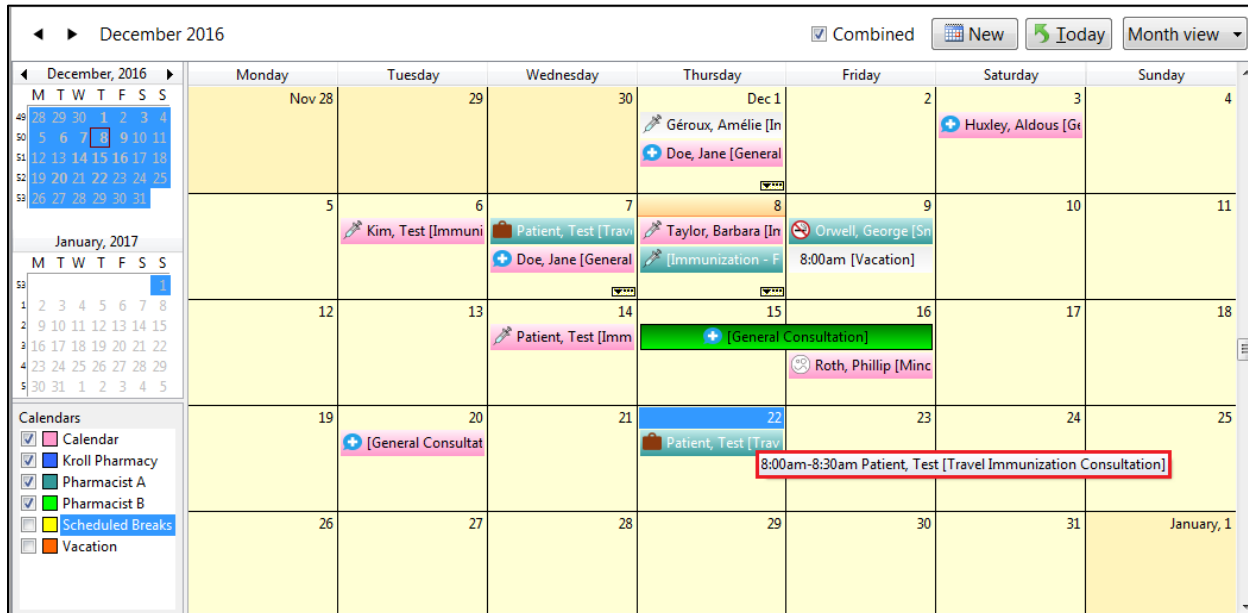 December 2016 Combined New Today Month view
December, 2016
M T W T F S S
49 28 29 30 1 2 3 4
50 5 6 7 8 9 10 11
51 12 13 14 15 16 17 18
52 19 20 21 22 23 24 25
53 26 27 28 29 30 31
January, 2017
M T W T F S S
53 1
1 2 3 4 5 6 7 8
2 9 10 11 12 13 14 15
3 16 17 18 19 20 21 22
4 23 24 25 26 27 28 29
5 30 31 1 2 3 4 5
Calendars
Calendar
Kroll Pharmacy
Pharmacist A
Pharmacist B
Scheduled Breaks
Vacation
Monday Tuesday Wednesday Thursday Friday Saturday Sunday
Nov 28 29 30 Dec 1 2 3 4
Géroux, Amélie [In Huxley, Aldous [Ge
Doe, Jane [General
5 6 7 8 9 10 11
Kim, Test [Immuni Patient, Test [Trav Taylor, Barbara [In Orwell, George [Sm
Doe, Jane [General [Immunization - F 8:00am [Vacation]
12 13 14 15 16 17 18
Patient, Test [Imm [General Consultation]
Roth, Phillip [Mino
19 20 21 22 23 24 25
[General Consultat Patient, Test [Trav
8:00am-8:30am Patient, Test [Travel Immunization Consultation]
26 27 28 29 30 31 January, 1